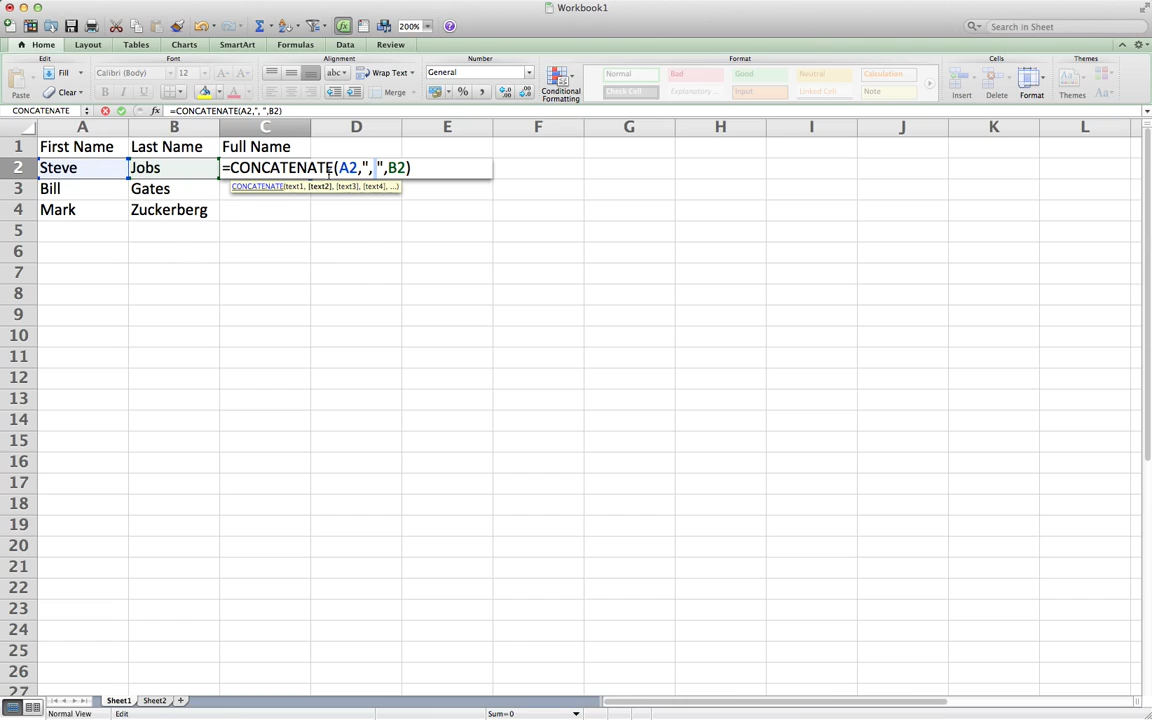 Workbook1
200%
Search in Sheet
Home Layout Tables Charts SmartArt Formulas Data Review
Edit Font Alignment Number Format Cells Themes
Fill Calibri (Body) 12 abc Wrap Text General Normal Bad Good Neutral Calculation
Paste Clear B I U Merge % Conditional Formatting Check Cell Explanatory ... Input Linked Cell Note Insert Delete Format Themes Aa
CONCATENATE fx =CONCATENATE(A2,", ",B2)
A B C D E F G H I J K L
1 First Name Last Name Full Name
2 Steve Jobs =CONCATENATE(A2,", ",B2)
CONCATENATE(text1, [text2], [text3], [text4], ...)
3 Bill Gates
4 Mark Zuckerberg
5
6
7
8
9
10
11
12
13
14
15
16
17
18
19
20
21
22
23
24
25
26
27
Sheet1 Sheet2
Normal View Edit Sum=0